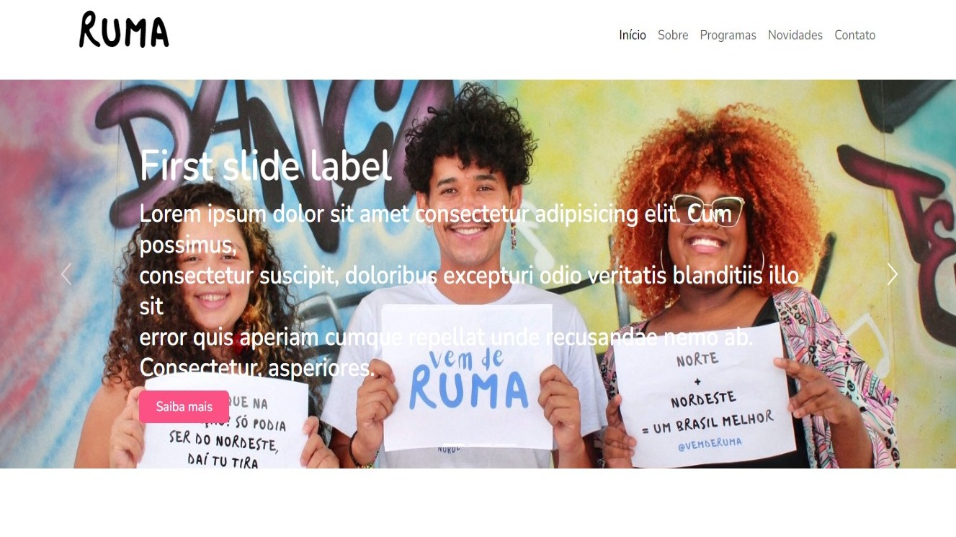 RUMA
Início Sobre Programas Novidades Contato
DANÇA
First slide label
Lorem ipsum dolor sit amet consectetur adipisicing elit. Cum
possimus,
consectetur suscipit, doloribus excepturi odio veritatis blanditiis illo
sit
error quis aperiam cumque repellat unde recusandae nemo ab.
Consectetur, asperiores.
Saiba mais
QUE NA
SÓ PODIA
SER DO NORDESTE,
DAÍ TU TIRA
vem de
RUMA
NORTE
+
NORDESTE
= UM BRASIL MELHOR
@VEMDERUMA